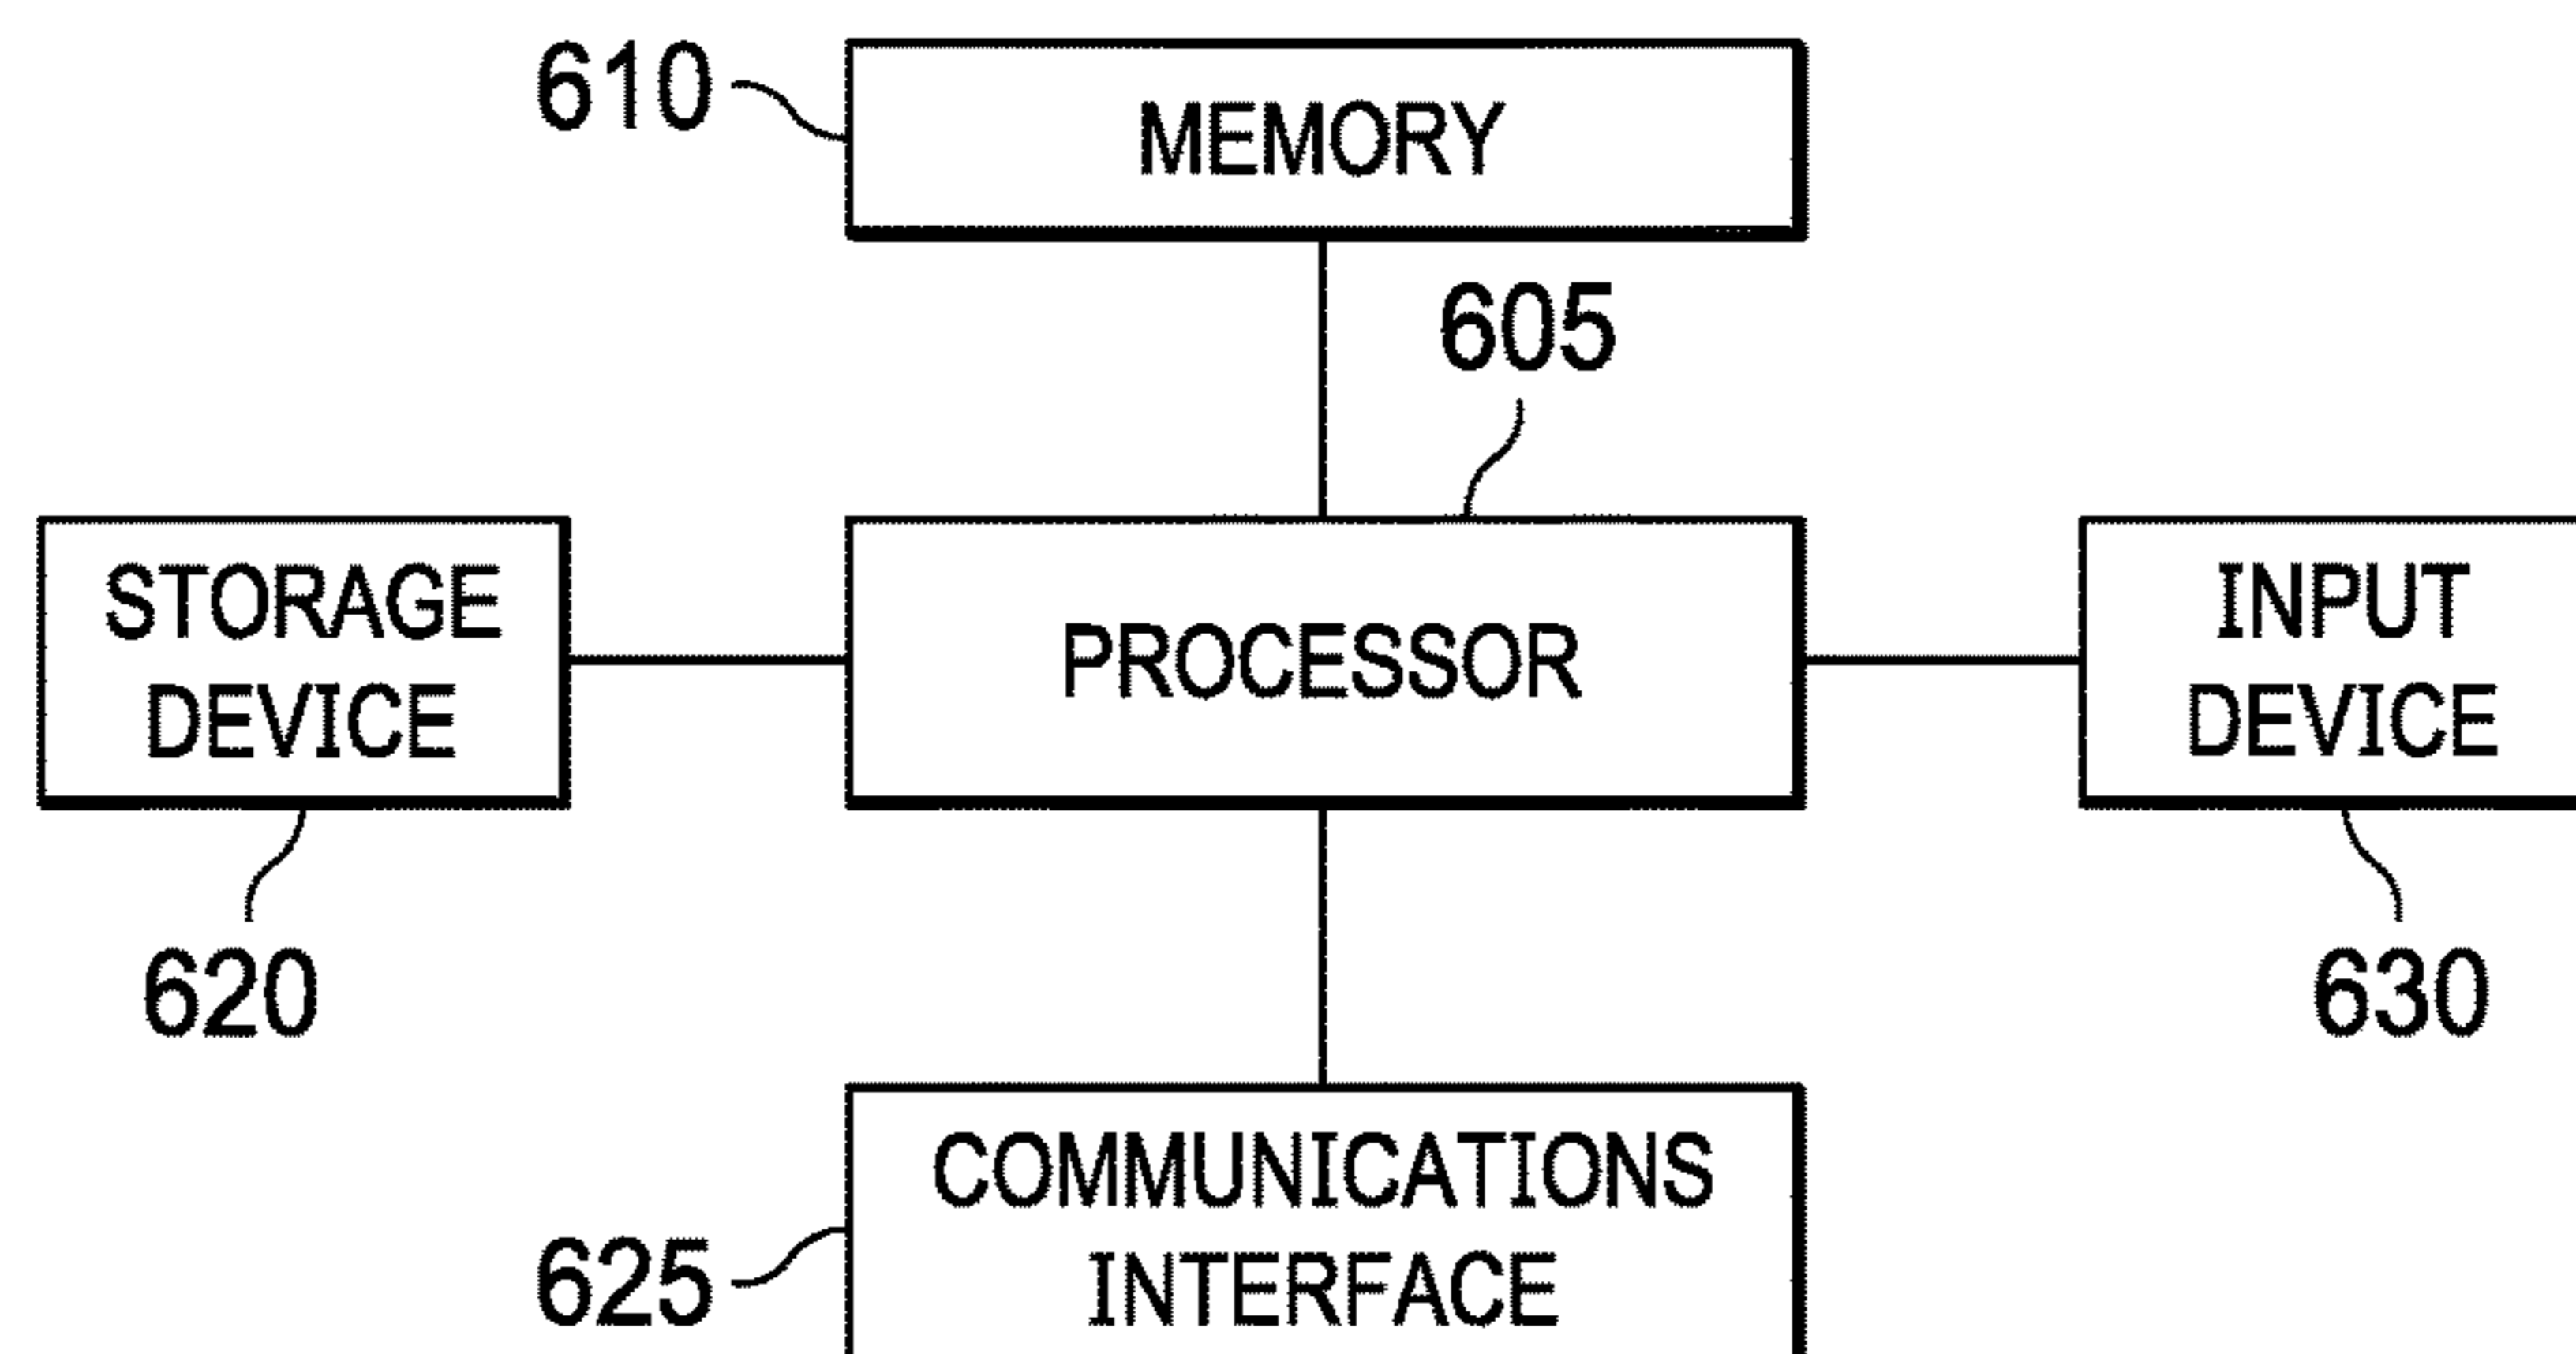 610
MEMORY
605
STORAGE
DEVICE
PROCESSOR
INPUT
DEVICE
620
630
COMMUNICATIONS
INTERFACE
625